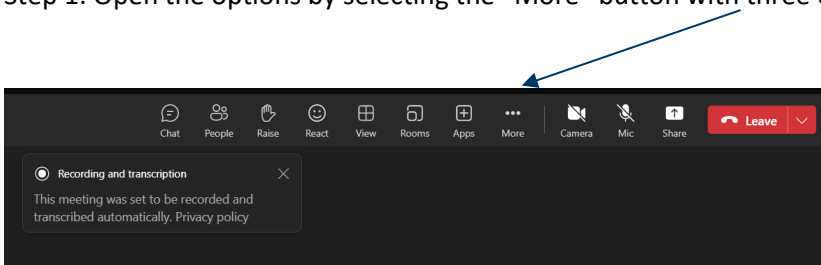 Step 1: Open the options by selecting the "More" button with three
Chat People Raise React View Rooms Apps More Camera Mic Share Leave
Recording and transcription
This meeting was set to be recorded and
transcribed automatically. Privacy policy